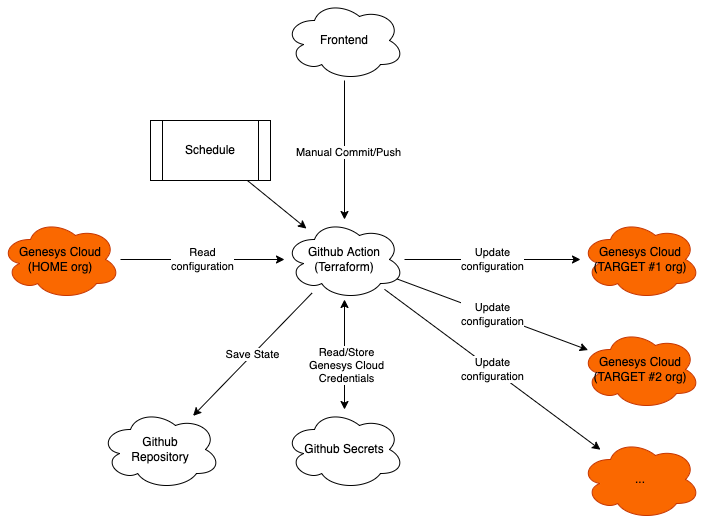 Frontend
Manual Commit/Push
Schedule
Genesys Cloud
(HOME org)
Read
configuration
Github Action
(Terraform)
Update
configuration
Genesys Cloud
(TARGET #1 org)
Update
configuration
Genesys Cloud
(TARGET #2 org)
Update
configuration
...
Save State
Read/Store
Genesys Cloud
Credentials
Github
Repository
Github Secrets